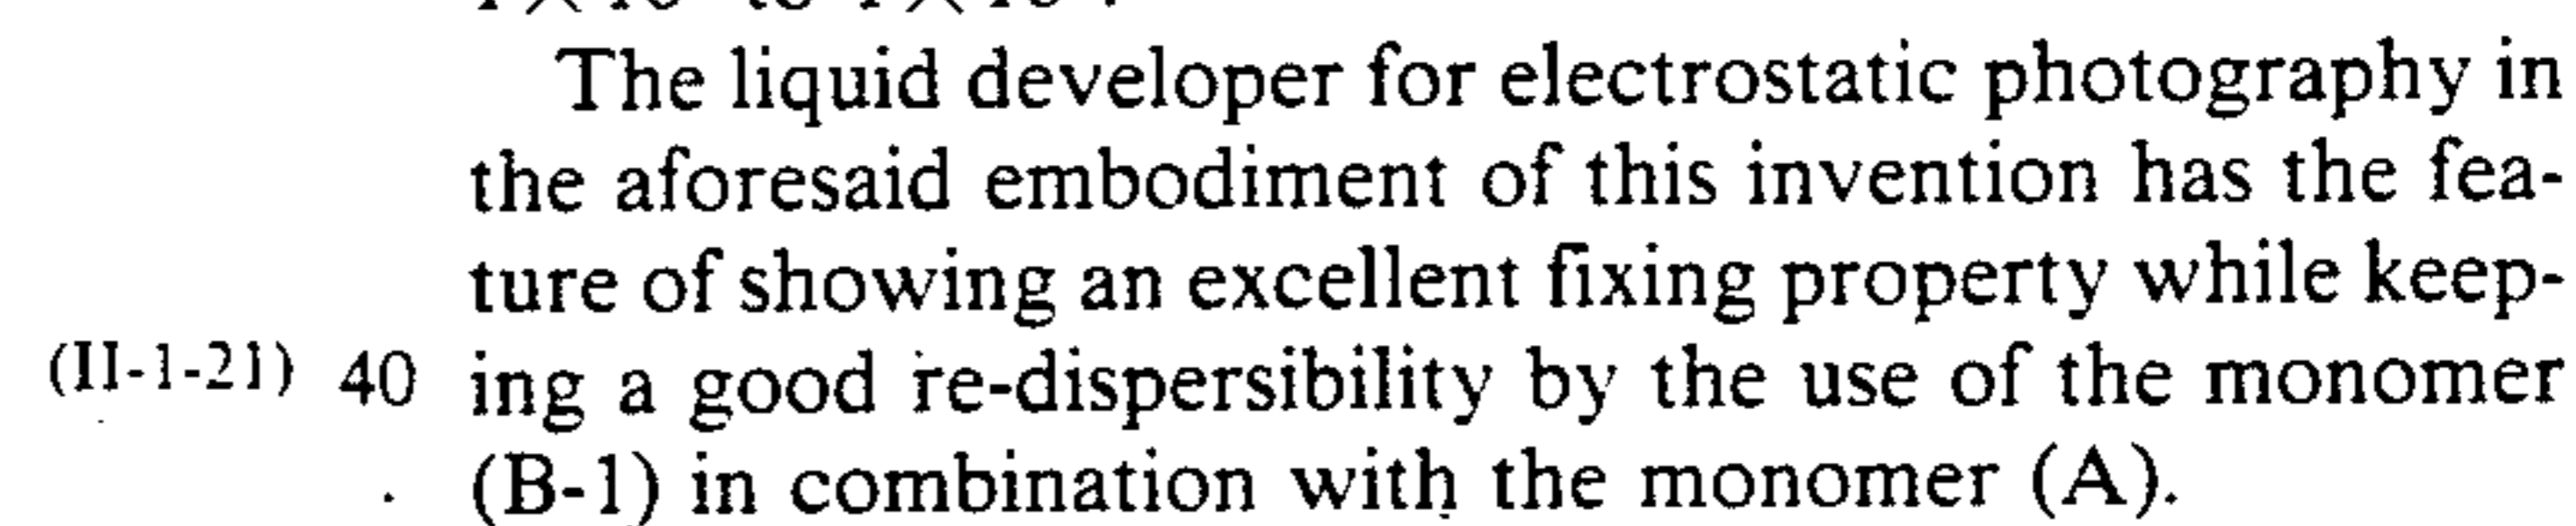 The liquid developer for electrostatic photography in
the aforesaid embodiment of this invention has the fea-
ture of showing an excellent fixing property while keep-
(II-1-21) 40 ing a good re-dispersibility by the use of the monomer
(B-1) in combination with the monomer (A).